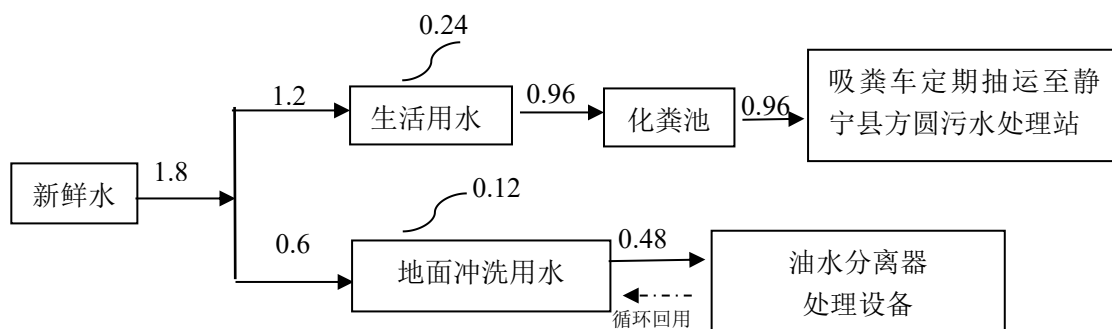 0.24
1.2
生活用水
0.96
化粪池
0.96
吸粪车定期抽运至静
宁县方圆污水处理站
新鲜水
1.8
0.12
0.6
地面冲洗用水
0.48
循环回用
油水分离器
处理设备